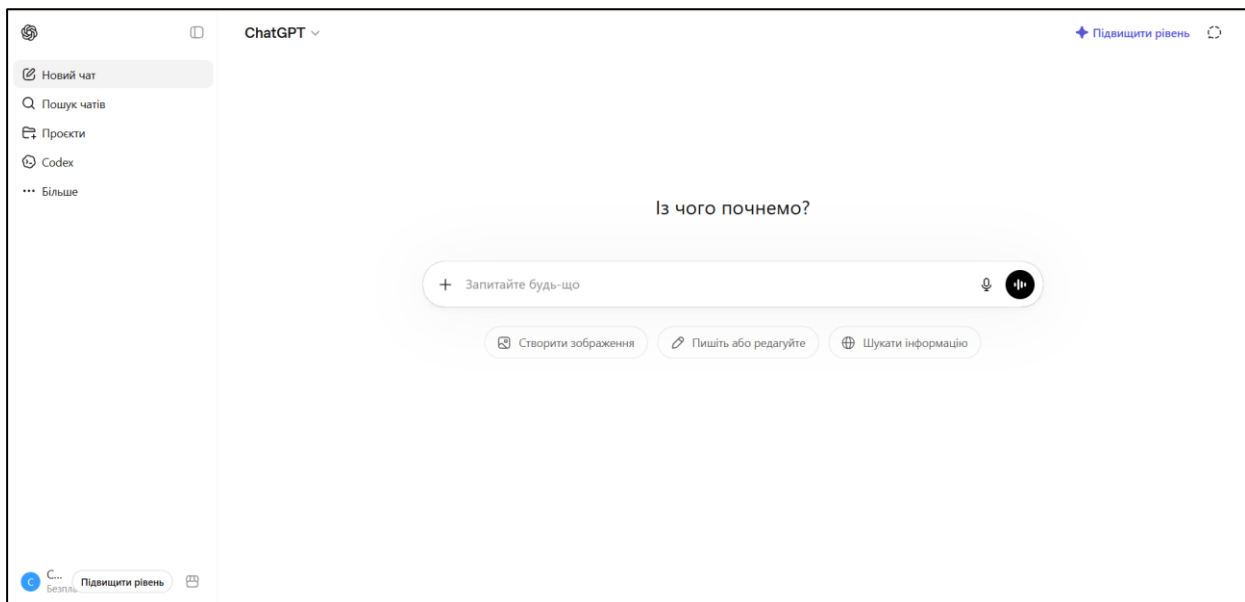 ChatGPT
Підвищити рівень
Новий чат
Пошук чатів
Проєкти
Codex
Більше
Із чого почнемо?
Запитайте будь-що
Створити зображення
Пишіть або редагуйте
Шукати інформацію
С
С...
Підвищити рівень